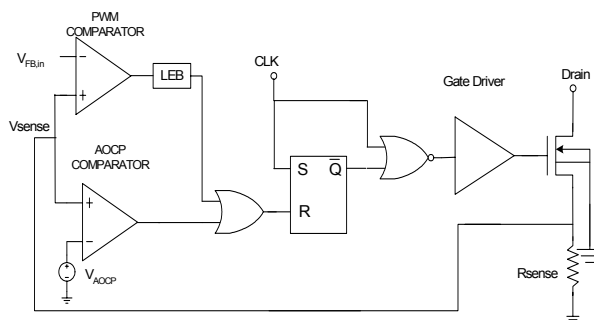 PWM
COMPARATOR
V_FB,in
LEB
CLK
Gate Driver
Drain
Vsense
AOCP
COMPARATOR
S
Q̅
R
V_AOCP
Rsense